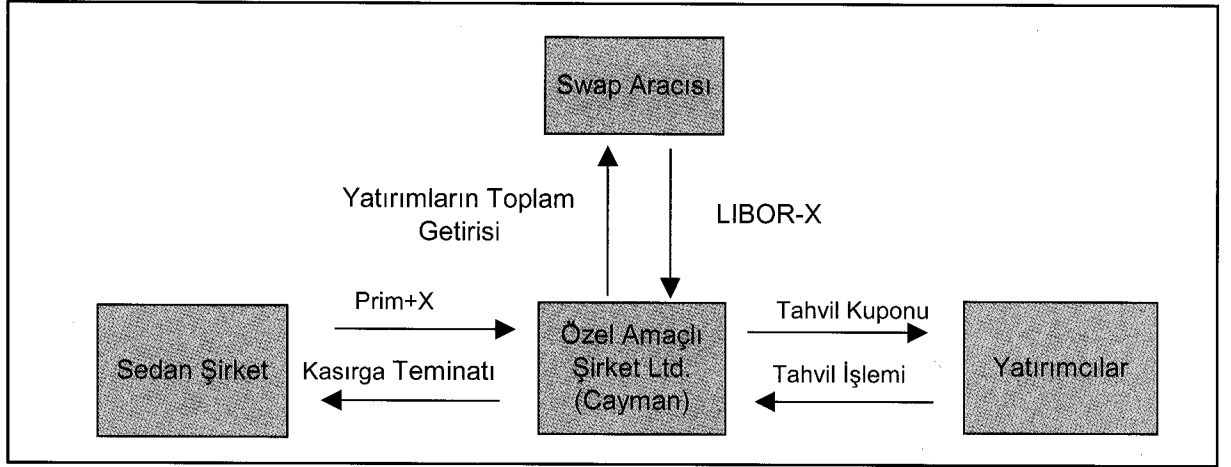 Swap Aracısı
Yatırımların Toplam
Getirisi
LIBOR-X
Prim+X
Kasırga Teminatı
Sedan Şirket
Özel Amaçlı
Şirket Ltd.
(Cayman)
Tahvil Kuponu
Tahvil İşlemi
Yatırımcılar